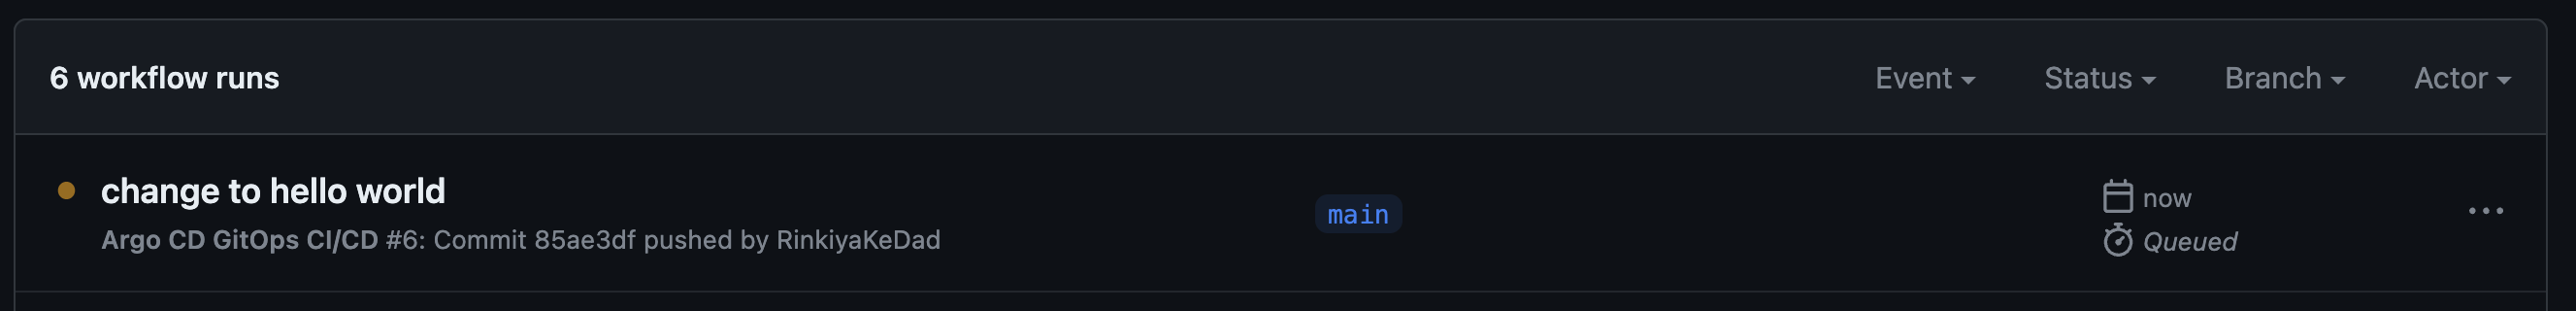 6 workflow runs
Event
Status
Branch
Actor
change to hello world
Argo CD GitOps CI/CD #6: Commit 85ae3df pushed by RinkiyaKeDad
main
now
Queued